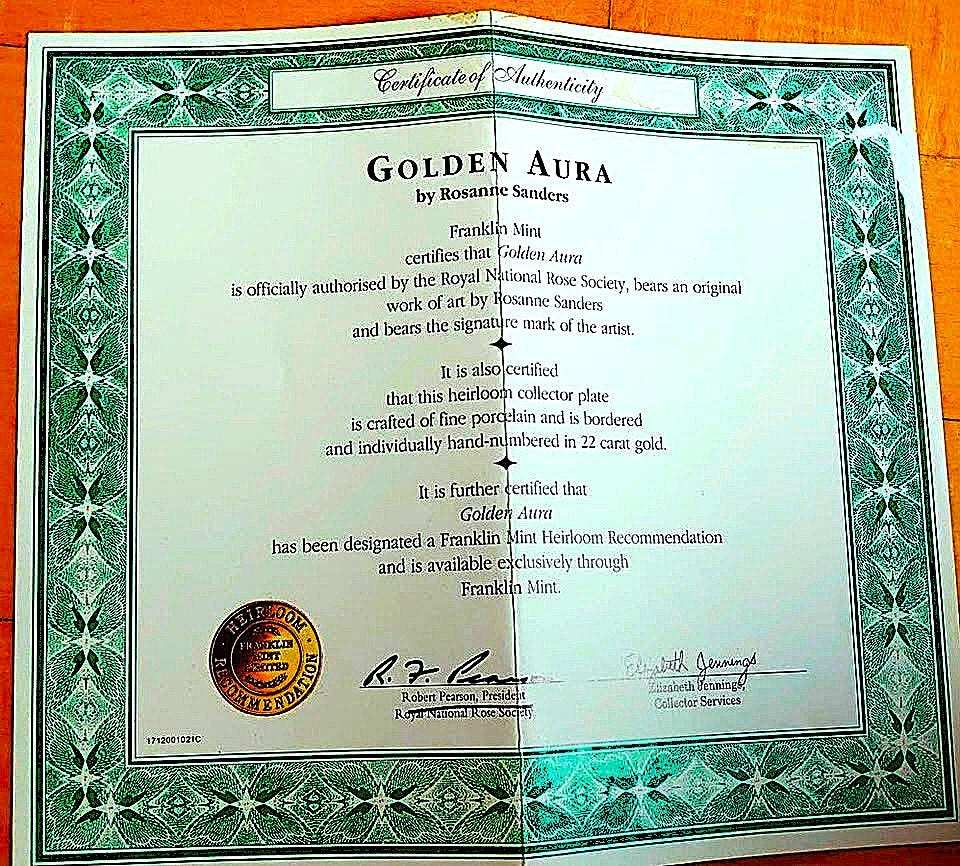 Certificate of Authenticity
GOLDEN AURA
by Rosanne Sanders
Franklin Mint
certifies that Golden Aura
is officially authorised by the Royal National Rose Society, bears an original
work of art by Rosanne Sanders
and bears the signature mark of the artist.
It is also certified
that this heirloom collector plate
is crafted of fine porcelain and is bordered
and individually hand-numbered in 22 carat gold.
It is further certified that
Golden Aura
has been designated a Franklin Mint Heirloom Recommendation
and is available exclusively through
Franklin Mint.
HEIRLOOM
FRANKLIN
MINT
LIMITED
RECOMMENDATION
R. F. Pearson
Robert Pearson, President
Royal National Rose Society
Elizabeth Jennings
Elizabeth Jennings,
Collector Services
1712001021C